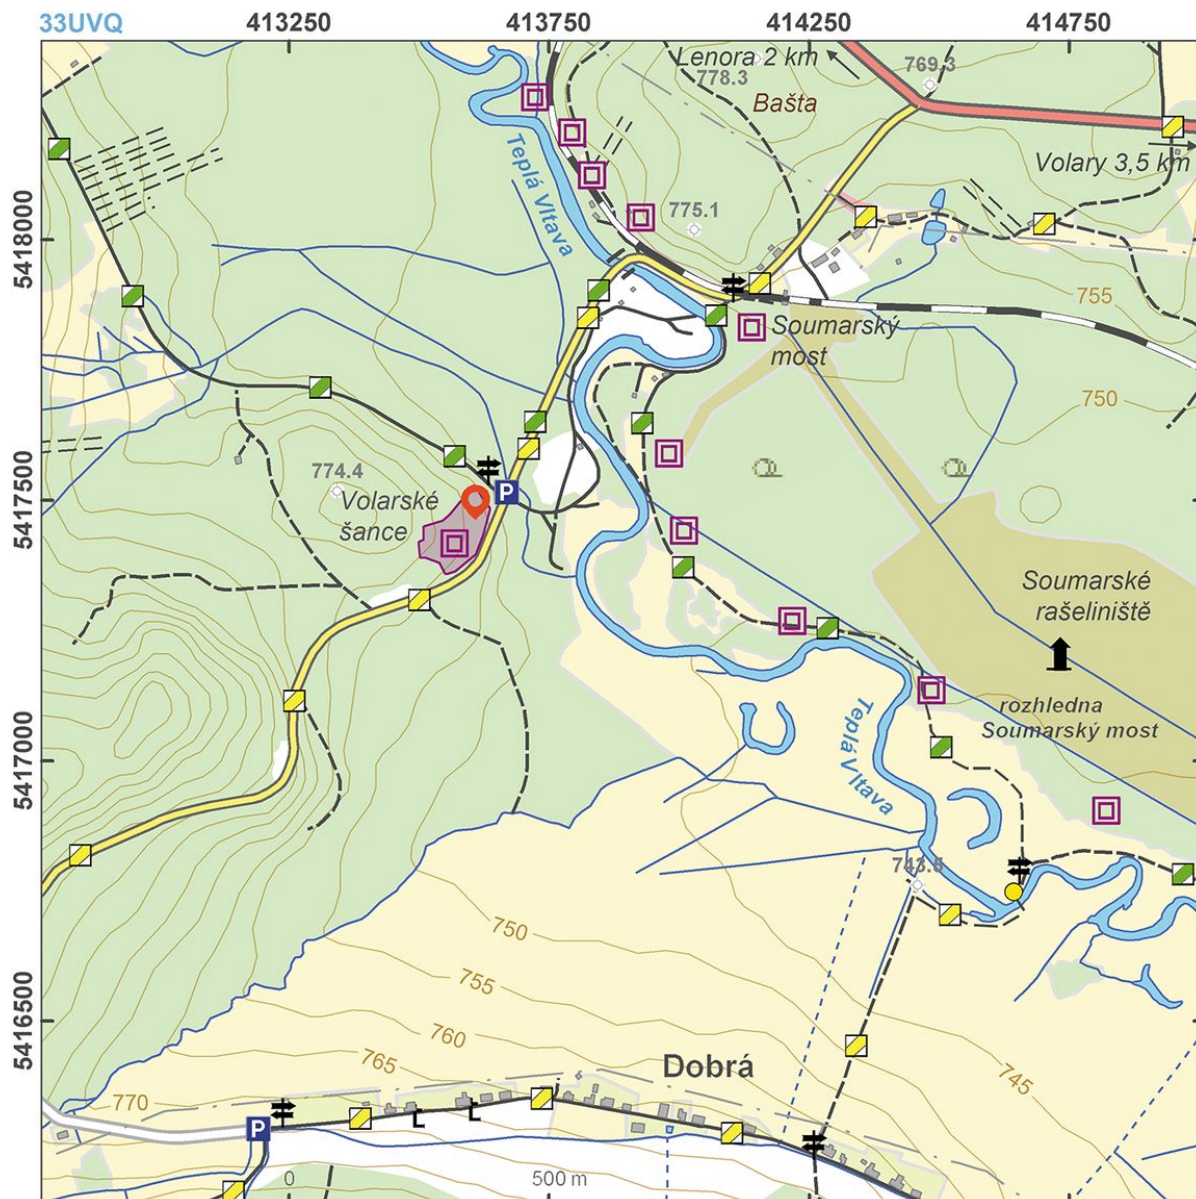 33UVQ
413250
413750
414250
414750
Lenora 2 km
778.3
769.3
Bašta
Teplá Vltava
Volary 3,5 km
775.1
5418000
755
Soumarský
most
750
774.4
Volarské
šance
P
5417500
Soumarské
rašeliniště
rozhledna
Soumarský most
Teplá Vltava
5417000
743.5
750
755
760
765
770
745
5416500
Dobrá
P
0
500 m